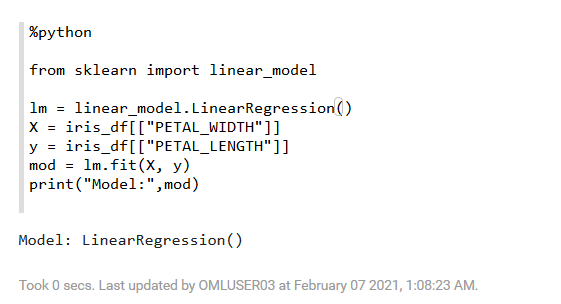 %python
from sklearn import linear_model
lm = linear_model.LinearRegression()
X = iris_df[["PETAL_WIDTH"]]
y = iris_df[["PETAL_LENGTH"]]
mod = lm.fit(X, y)
print("Model:",mod)
Model: LinearRegression()
Took 0 secs. Last updated by OMLUSER03 at February 07 2021, 1:08:23 AM.